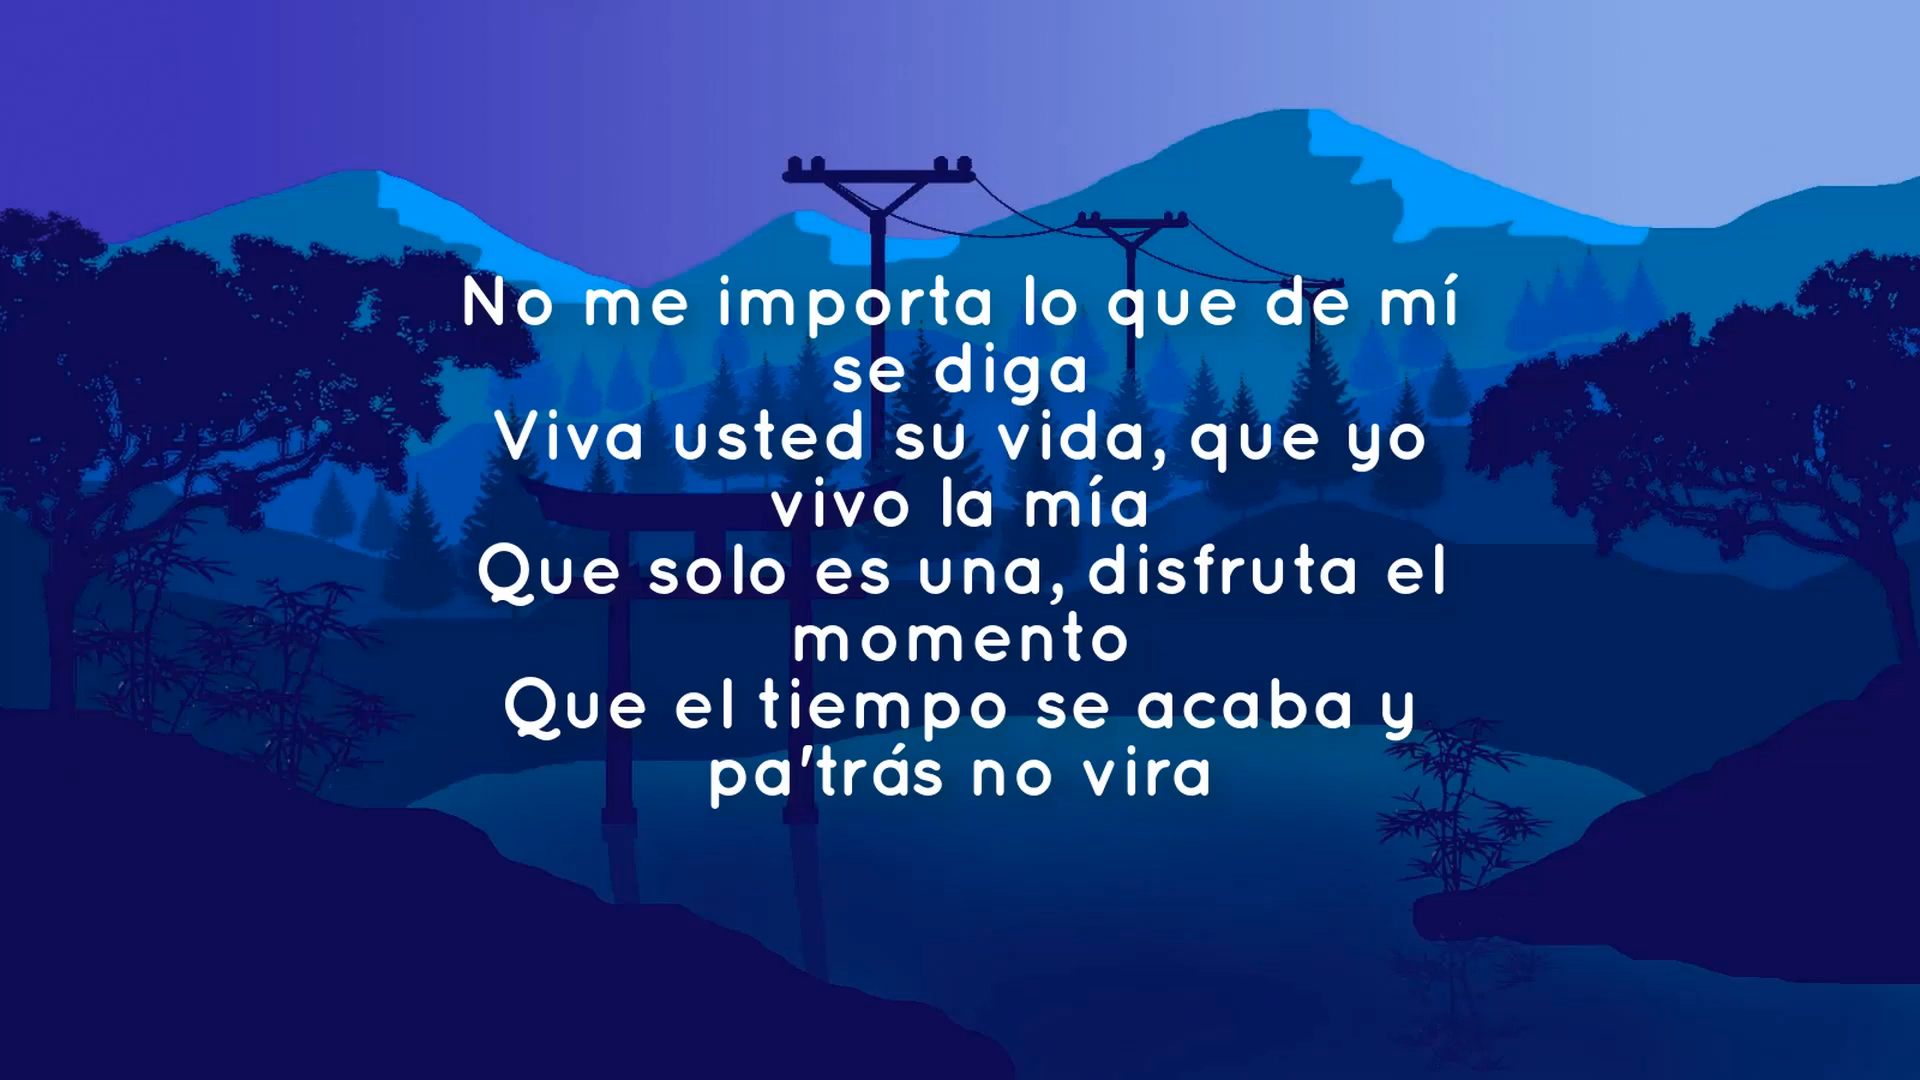 No me importa lo que de mí
se diga
Viva usted su vida, que yo
vivo la mía
Que solo es una, disfruta el
momento
Que el tiempo se acaba y
pa'trás no vira